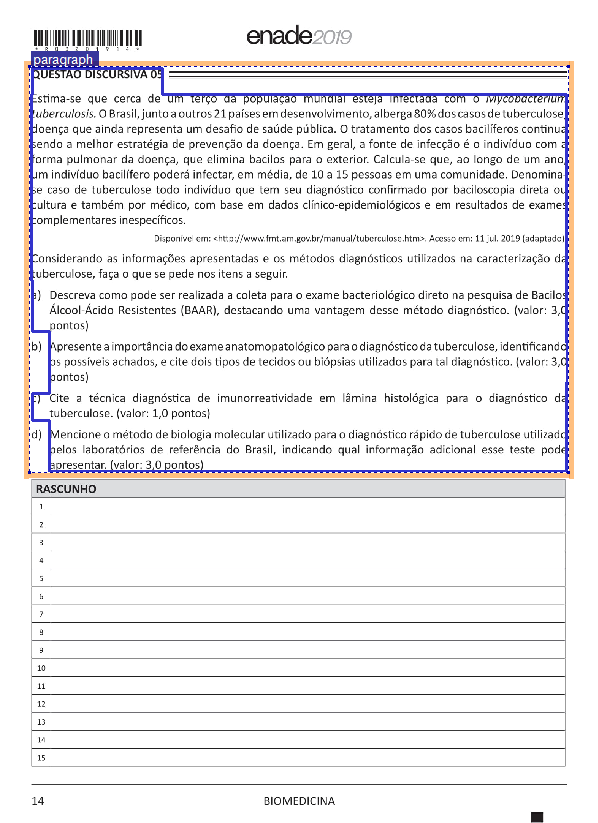 *R0520191 4*
enade2019
paragraph
QUESTÃO DISCURSIVA 05
Estima-se que cerca de um terço da população mundial esteja infectada com o Mycobacterium
tuberculosis. O Brasil, junto a outros 21 países em desenvolvimento, alberga 80% dos casos de tuberculose,
doença que ainda representa um desafio de saúde pública. O tratamento dos casos bacilíferos continua
sendo a melhor estratégia de prevenção da doença. Em geral, a fonte de infecção é o indivíduo com a
forma pulmonar da doença, que elimina bacilos para o exterior. Calcula-se que, ao longo de um ano,
um indivíduo bacilífero poderá infectar, em média, de 10 a 15 pessoas em uma comunidade. Denomina-
se caso de tuberculose todo indivíduo que tem seu diagnóstico confirmado por baciloscopia direta ou
cultura e também por médico, com base em dados clínico-epidemiológicos e em resultados de exames
complementares inespecíficos.
Disponível em: <http://www.fmt.am.gov.br/manual/tuberculose.htm>. Acesso em: 11 jul. 2019 (adaptado).
Considerando as informações apresentadas e os métodos diagnósticos utilizados na caracterização da
tuberculose, faça o que se pede nos itens a seguir.
a) Descreva como pode ser realizada a coleta para o exame bacteriológico direto na pesquisa de Bacilos
Álcool-Ácido Resistentes (BAAR), destacando uma vantagem desse método diagnóstico. (valor: 3,0
pontos)
b) Apresente a importância do exame anatomopatológico para o diagnóstico da tuberculose, identificando
os possíveis achados, e cite dois tipos de tecidos ou biópsias utilizados para tal diagnóstico. (valor: 3,0
pontos)
c) Cite a técnica diagnóstica de imunorreatividade em lâmina histológica para o diagnóstico da
tuberculose. (valor: 1,0 pontos)
d) Mencione o método de biologia molecular utilizado para o diagnóstico rápido de tuberculose utilizado
pelos laboratórios de referência do Brasil, indicando qual informação adicional esse teste pode
apresentar. (valor: 3,0 pontos)
RASCUNHO
1
2
3
4
5
6
7
8
9
10
11
12
13
14
15
14 BIOMEDICINA